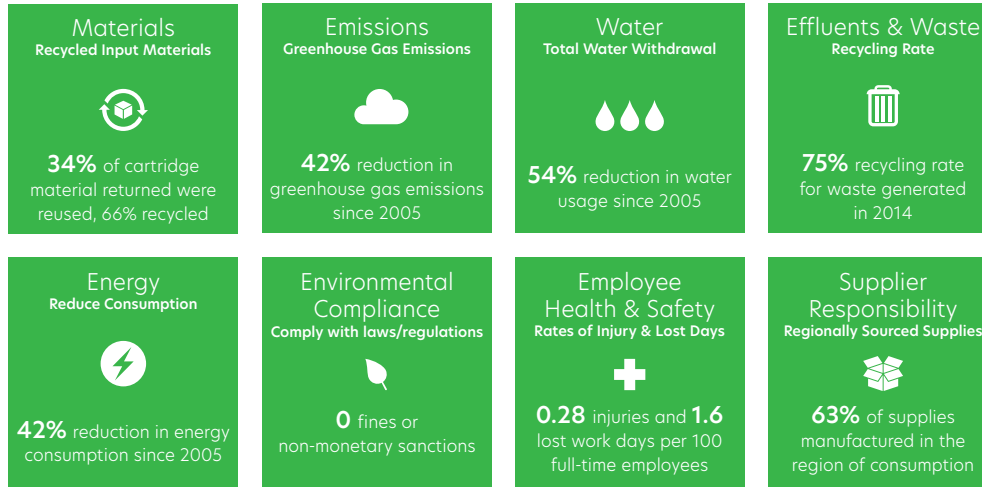 Materials
Recycled Input Materials
34% of cartridge
material returned were
reused, 66% recycled
Emissions
Greenhouse Gas Emissions
42% reduction in
greenhouse gas emissions
since 2005
Water
Total Water Withdrawal
54% reduction in water
usage since 2005
Effluents & Waste
Recycling Rate
75% recycling rate
for waste generated
in 2014
Energy
Reduce Consumption
42% reduction in energy
consumption since 2005
Environmental
Compliance
Comply with laws/regulations
0 fines or
non-monetary sanctions
Employee
Health & Safety
Rates of Injury & Lost Days
0.28 injuries and 1.6
lost work days per 100
full-time employees
Supplier
Responsibility
Regionally Sourced Supplies
63% of supplies
manufactured in the
region of consumption